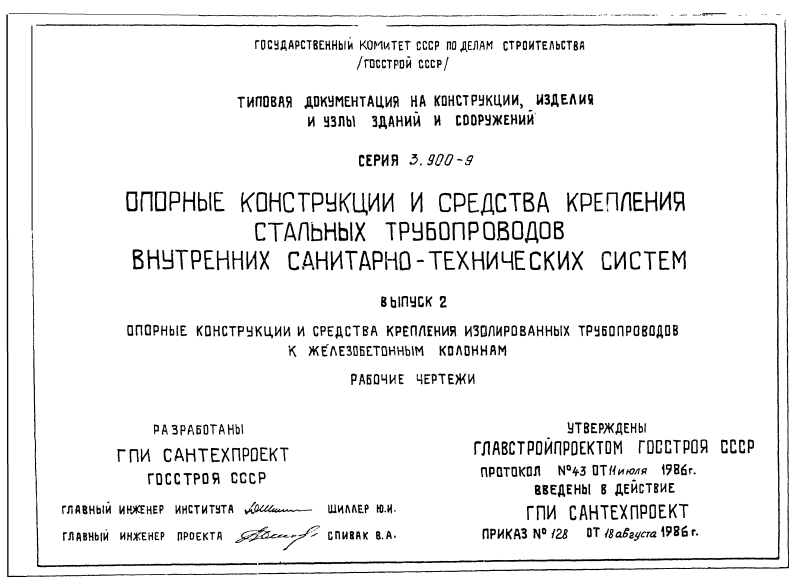 ГОСУДАРСТВЕННЫЙ КОМИТЕТ СССР ПО ДЕЛАМ СТРОИТЕЛЬСТВА
/ГОССТРОЙ СССР/
ТИПОВАЯ ДОКУМЕНТАЦИЯ НА КОНСТРУКЦИИ, ИЗДЕЛИЯ
И УЗЛЫ ЗДАНИЙ И СООРУЖЕНИЙ
СЕРИЯ 3.900-9
ОПОРНЫЕ КОНСТРУКЦИИ И СРЕДСТВА КРЕПЛЕНИЯ
СТАЛЬНЫХ ТРУБОПРОВОДОВ
ВНУТРЕННИХ САНИТАРНО-ТЕХНИЧЕСКИХ СИСТЕМ
ВЫПУСК 2
ОПОРНЫЕ КОНСТРУКЦИИ И СРЕДСТВА КРЕПЛЕНИЯ ИЗОЛИРОВАННЫХ ТРУБОПРОВОДОВ
К ЖЕЛЕЗОБЕТОННЫМ КОЛОННАМ
РАБОЧИЕ ЧЕРТЕЖИ
РАЗРАБОТАНЫ
ГПИ САНТЕХПРОЕКТ
ГОССТРОЯ СССР
ГЛАВНЫЙ ИНЖЕНЕР ИНСТИТУТА ШИЛЛЕР Ю.И.
ГЛАВНЫЙ ИНЖЕНЕР ПРОЕКТА СПИВАК В.А.
УТВЕРЖДЕНЫ
ГЛАВСТРОЙПРОЕКТОМ ГОССТРОЯ СССР
ПРОТОКОЛ №43 ОТ 11 июля 1986г.
ВВЕДЕНЫ В ДЕЙСТВИЕ
ГПИ САНТЕХПРОЕКТ
ПРИКАЗ № 128 ОТ 18 августа 1986г.